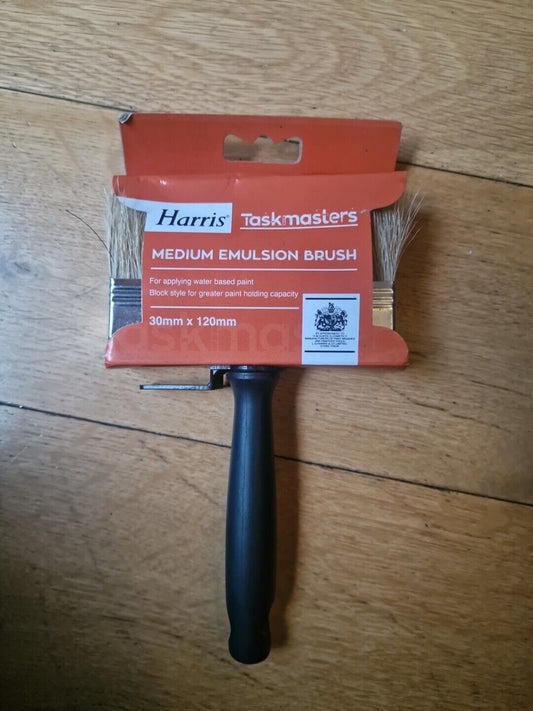 Harris®
Taskmasters
MEDIUM EMULSION BRUSH
For applying water based paint
Block style for greater paint holding capacity
30mm x 120mm